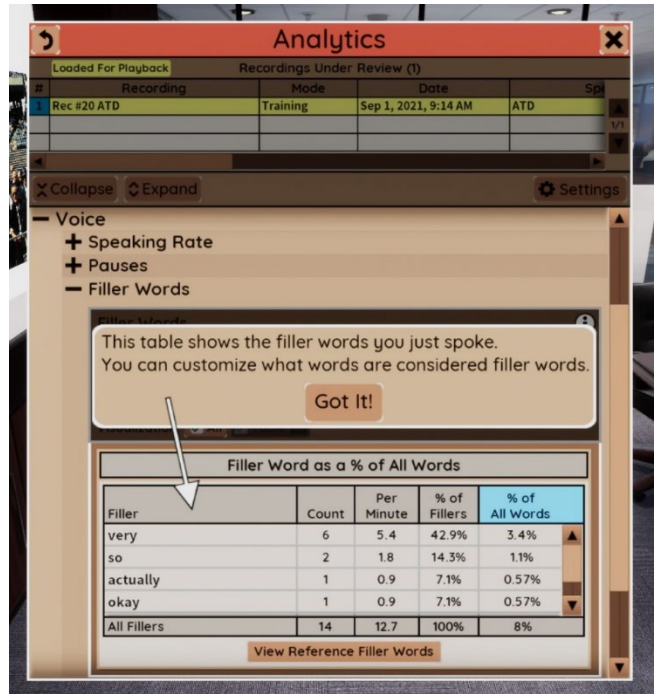 Analytics
Loaded For Playback Recordings Under Review (1)
# Recording Mode Date
1 Rec #20 ATD Training Sep 1, 2021, 9:14 AM ATD
1/1
Collapse Expand Settings
Voice
Speaking Rate
Pauses
Filler Words
Filler Words
This table shows the filler words you just spoke.
You can customize what words are considered filler words.
Got It!
Filler Word as a % of All Words
Filler Count Per Minute % of Fillers % of All Words
very 6 5.4 42.9% 3.4%
so 2 1.8 14.3% 1.1%
actually 1 0.9 7.1% 0.57%
okay 1 0.9 7.1% 0.57%
All Fillers 14 12.7 100% 8%
View Reference Filler Words